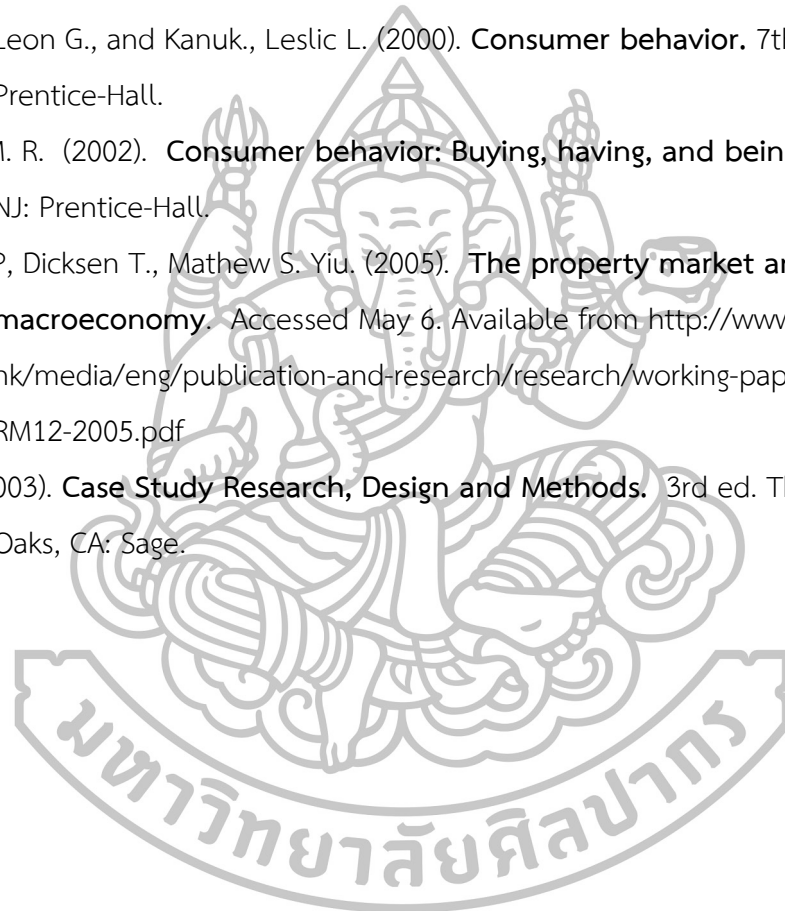 Leon G., and Kanuk., Leslic L. (2000). Consumer behavior. 7th
Prentice-Hall.
M. R. (2002). Consumer behavior: Buying, having, and bein
NJ: Prentice-Hall.
P, Dicksen T., Mathew S. Yiu. (2005). The property market an
macroeconomy. Accessed May 6. Available from http://www
hk/media/eng/publication-and-research/research/working-pap
RM12-2005.pdf
003). Case Study Research, Design and Methods. 3rd ed. Th
Oaks, CA: Sage.
มหาวิทยาลัยศิลปากร